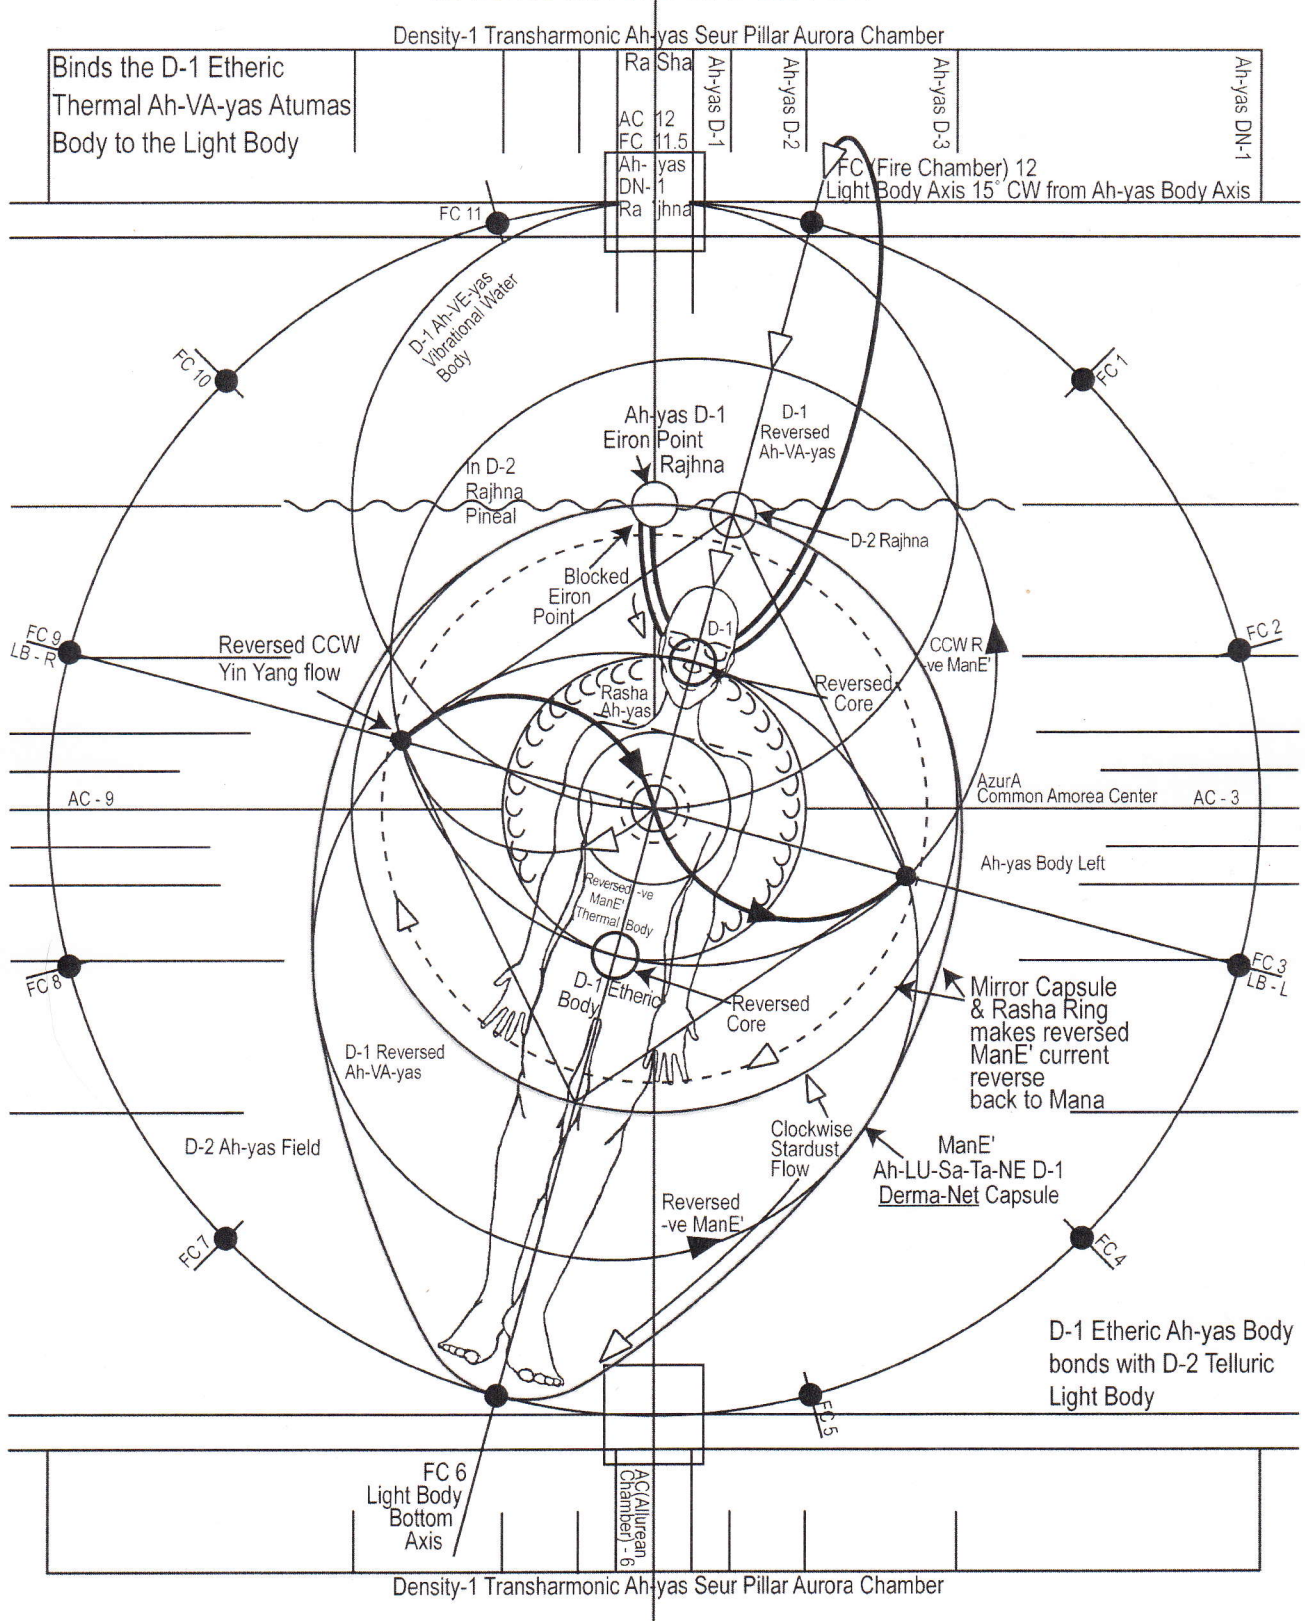 Density-1 Transharmonic Ah-yas Seur Pillar Aurora Chamber
Binds the D-1 Etheric
Thermal Ah-VA-yas Atumas
Body to the Light Body
Ra Sha
AC 12
FC 11.5
Ah- yas
DN- 1
Ra jhna
Ah-yas D-1
Ah-yas D-2
Ah-yas D-3
Ah-yas DN-1
FC (Fire Chamber) 12
Light Body Axis 15° CW from Ah-yas Body Axis
FC 11
D-1 Ah-VE-yas
Vibrational Water
Body
FC 10
FC 1
Ah-yas D-1
Eiron Point
Rajhna
D-1
Reversed
Ah-VA-yas
In D-2
Rajhna
Pineal
D-2 Rajhna
Blocked
Eiron
Point
D-1
FC 9
LB - R
Reversed CCW
Yin Yang flow
CCW R
-ve ManE'
FC 2
Rasha
Ah-yas
Reversed
Core
AzurA
Common Amorea Center
AC - 9
AC - 3
Ah-yas Body Left
Reversed -ve
ManE'
Thermal Body
D-1 Etheric
Body
Reversed
Core
FC 8
FC 3
LB - L
Mirror Capsule
& Rasha Ring
makes reversed
ManE' current
reverse
back to Mana
D-1 Reversed
Ah-VA-yas
D-2 Ah-yas Field
Clockwise
Stardust
Flow
ManE'
Ah-LU-Sa-Ta-NE D-1
Derma-Net Capsule
Reversed
-ve ManE'
FC 7
FC 4
D-1 Etheric Ah-yas Body
bonds with D-2 Telluric
Light Body
FC 5
FC 6
Light Body
Bottom
Axis
AC(Allurean
Chamber) - 6
Density-1 Transharmonic Ah-yas Seur Pillar Aurora Chamber